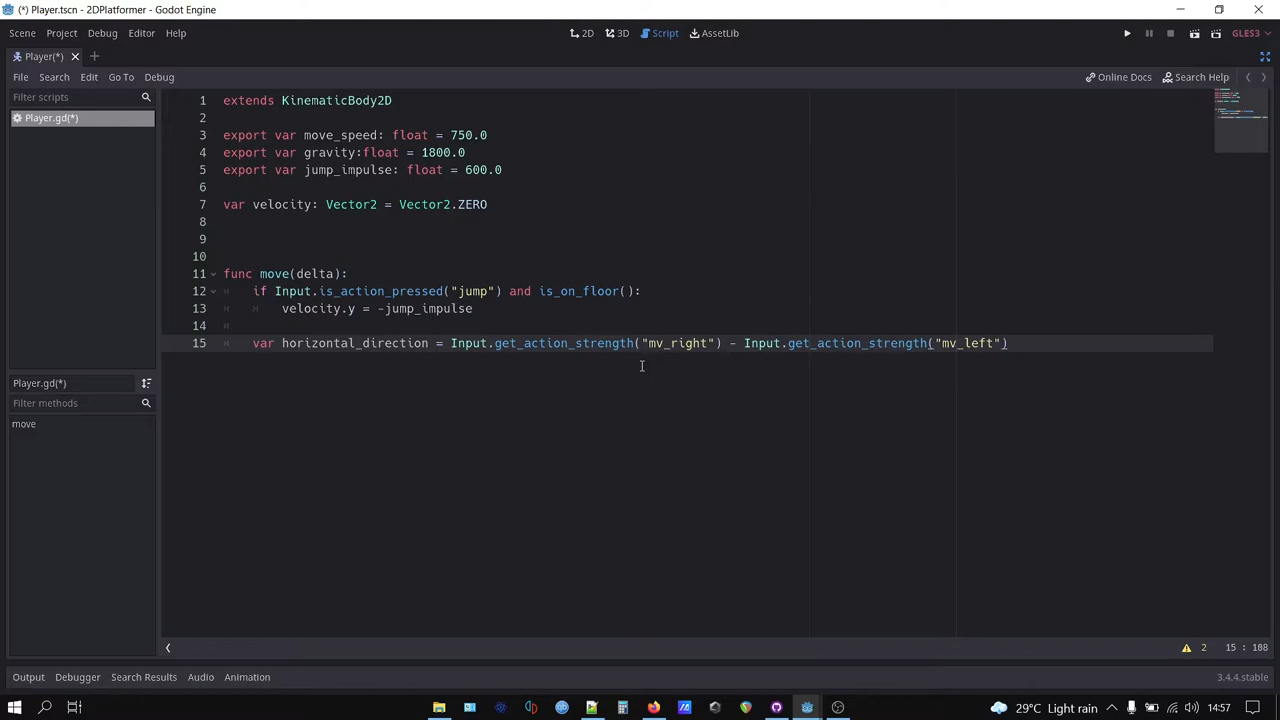 (*) Player.tscn - 2DPlatformer - Godot Engine
Scene Project Debug Editor Help
2D 3D Script AssetLib
GLES3
Player(*)
File Search Edit Go To Debug
Online Docs Search Help
Filter scripts
Player.gd(*)
1 extends KinematicBody2D
2
3 export var move_speed: float = 750.0
4 export var gravity:float = 1800.0
5 export var jump_impulse: float = 600.0
6
7 var velocity: Vector2 = Vector2.ZERO
8
9
10
11 func move(delta):
12 if Input.is_action_pressed("jump") and is_on_floor():
13 velocity.y = -jump_impulse
14
15 var horizontal_direction = Input.get_action_strength("mv_right") - Input.get_action_strength("mv_left")
Player.gd(*)
Filter methods
move
2 15 : 108
Output Debugger Search Results Audio Animation
3.4.4.stable
29°C Light rain 14:57